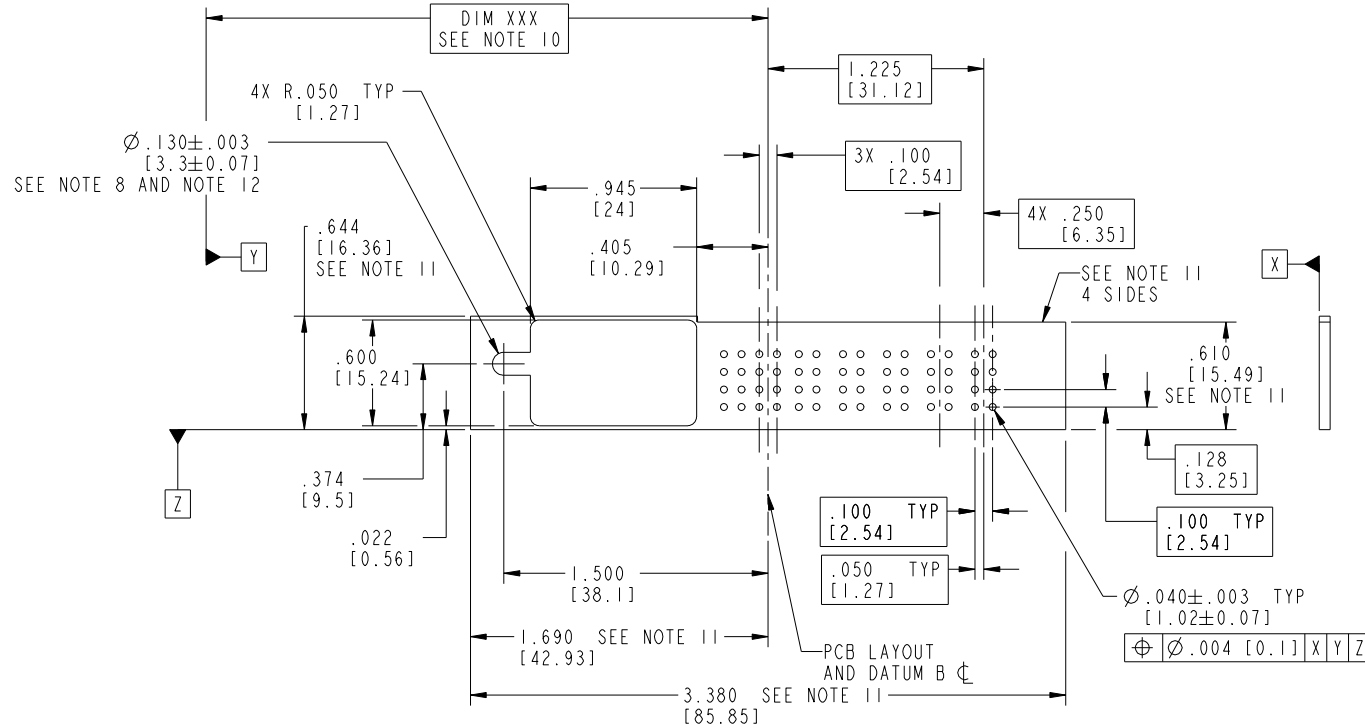 DIM XXX
SEE NOTE 10
1.225
[31.12]
4X R.050 TYP
[1.27]
Ø.130±.003
[3.3±0.07]
SEE NOTE 8 AND NOTE 12
3X .100
[2.54]
.945
[24]
4X .250
[6.35]
.644
[16.36]
SEE NOTE 11
.405
[10.29]
Y
X
SEE NOTE 11
4 SIDES
.600
[15.24]
.610
[15.49]
SEE NOTE 11
.374
[9.5]
Z
.128
[3.25]
.100 TYP
[2.54]
.100 TYP
[2.54]
.022
[0.56]
1.500
[38.1]
.050 TYP
[1.27]
Ø.040±.003 TYP
[1.02±0.07]
⌖ Ø.004 [0.1] X Y Z
1.690 SEE NOTE 11
[42.93]
PCB LAYOUT
AND DATUM B ℄
3.380 SEE NOTE 11
[85.85]